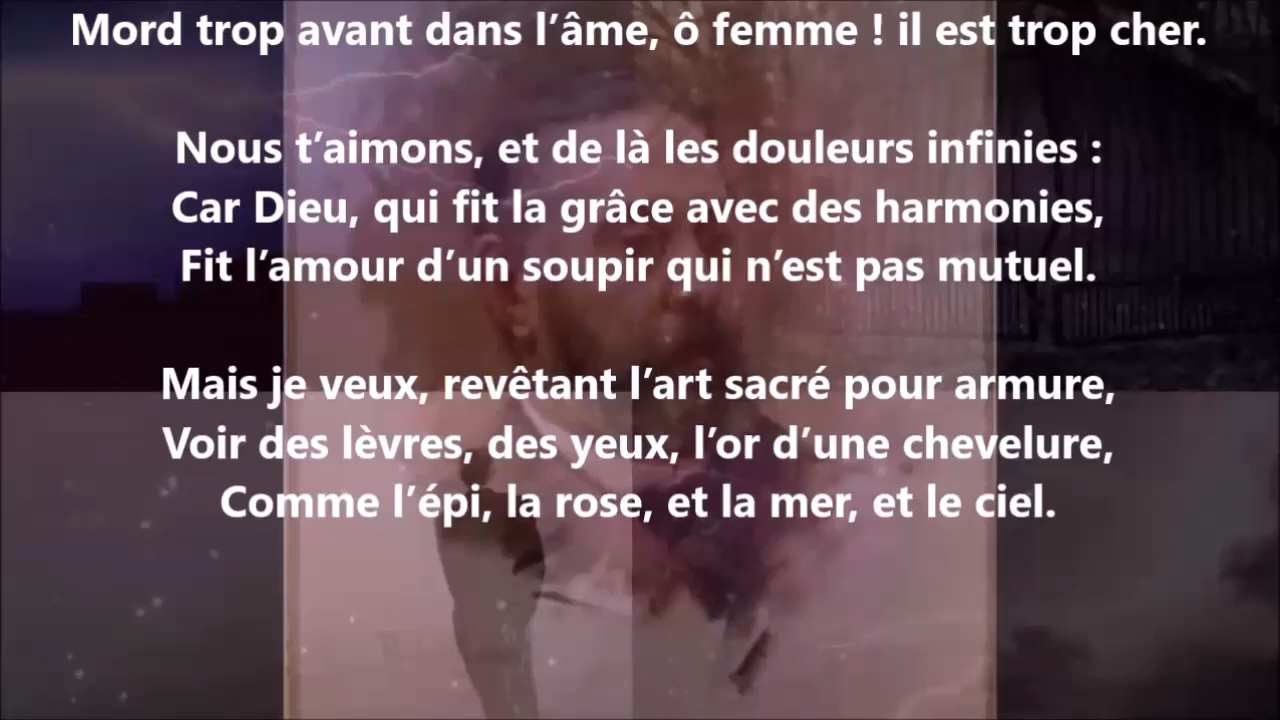 Mord trop avant dans l’âme, ô femme ! il est trop cher.
Nous t’aimons, et de là les douleurs infinies :
Car Dieu, qui fit la grâce avec des harmonies,
Fit l’amour d’un soupir qui n’est pas mutuel.
Mais je veux, revêtant l’art sacré pour armure,
Voir des lèvres, des yeux, l’or d’une chevelure,
Comme l’épi, la rose, et la mer, et le ciel.